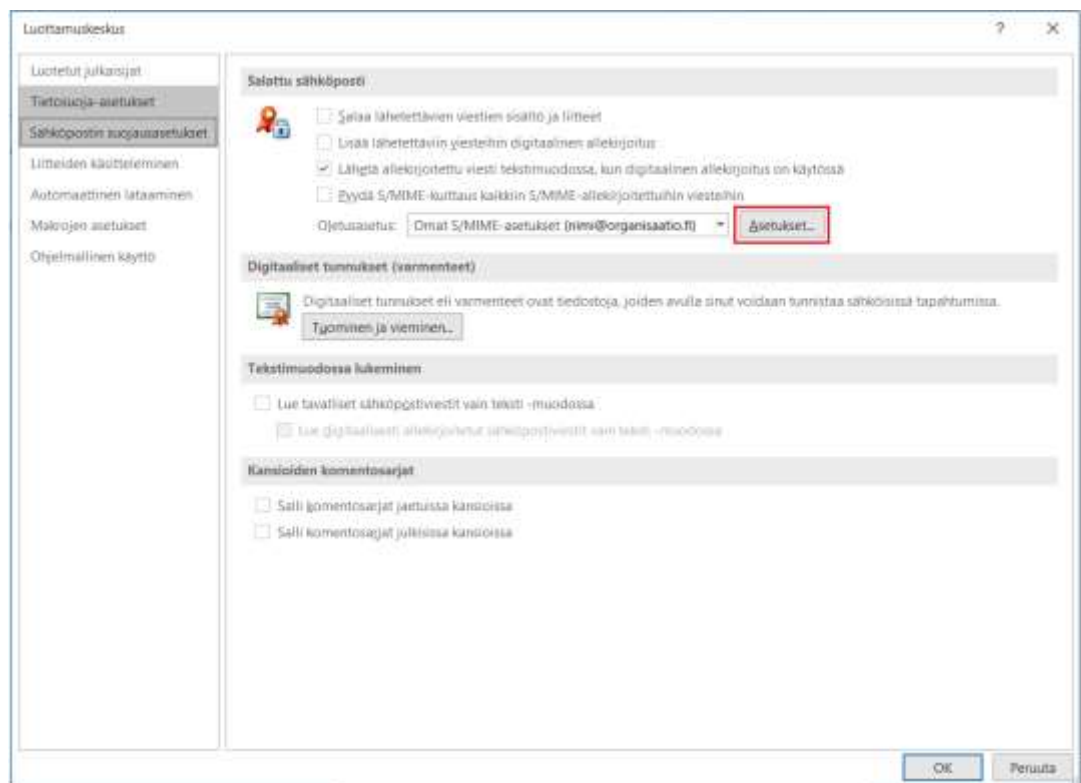 Luottamuskeskus
?
Luotetut julkaisijat
Tietosuoja-asetukset
Sähköpostin suojausasetukset
Liitteiden käsitteleminen
Automaattinen lataaminen
Makrojen asetukset
Ohjelmallinen käyttö
Salattu sähköposti
Salaa lähetettävien viestien sisältö ja liitteet
Lisää lähetettäviin viesteihin digitaalinen allekirjoitus
Lähetä allekirjoitettu viesti tekstimuodossa, kun digitaalinen allekirjoitus on käytössä
Pyydä S/MIME-kuittaus kaikkiin S/MIME-allekirjoitettuihin viesteihin
Oletusasetus: Omat S/MIME-asetukset (nimi@organisaatio.fi) Asetukset...
Digitaaliset tunnukset (varmenteet)
Digitaaliset tunnukset eli varmenteet ovat tiedostoja, joiden avulla sinut voidaan tunnistaa sähköisissä tapahtumissa.
Tuominen ja vieminen...
Tekstimuodossa lukeminen
Lue tavalliset sähköpostiviestit vain teksti -muodossa
Lue digitaalisesti allekirjoitetut sähköpostiviestit vain teksti -muodossa
Kansioiden komentosarjat
Salli komentosarjat jaetuissa kansioissa
Salli komentosarjat julkisissa kansioissa
OK Peruuta